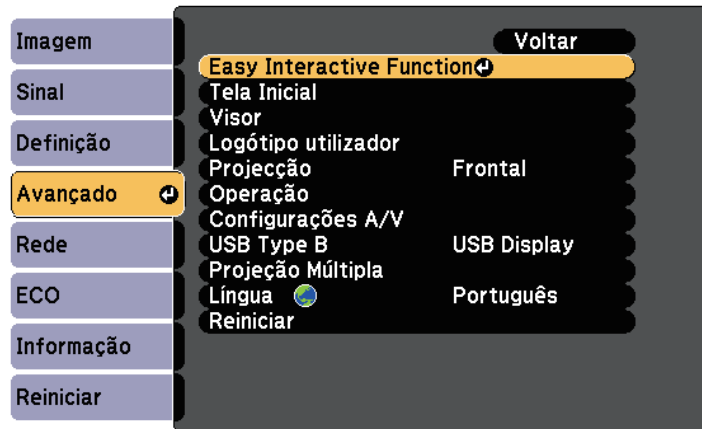 Imagem
Sinal
Definição
Avançado
Rede
ECO
Informação
Reiniciar
Voltar
Easy Interactive Function
Tela Inicial
Visor
Logótipo utilizador
Projecção Frontal
Operação
Configurações A/V
USB Type B USB Display
Projeção Múltipla
Língua Português
Reiniciar